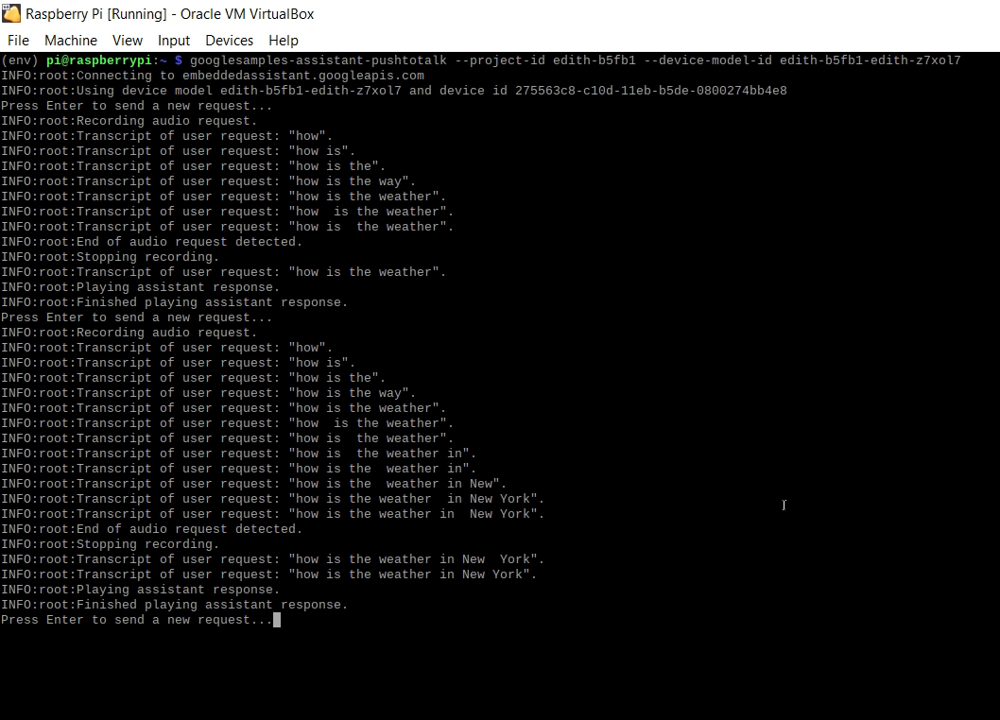 Raspberry Pi [Running] - Oracle VM VirtualBox
File Machine View Input Devices Help
(env) pi@raspberrypi:~ $ googlesamples-assistant-pushtotalk --project-id edith-b5fb1 --device-model-id edith-b5fb1-edith-z7xol7
INFO:root:Connecting to embeddedassistant.googleapis.com
INFO:root:Using device model edith-b5fb1-edith-z7xol7 and device id 275563c8-c10d-11eb-b5de-0800274bb4e8
Press Enter to send a new request...
INFO:root:Recording audio request.
INFO:root:Transcript of user request: "how".
INFO:root:Transcript of user request: "how is".
INFO:root:Transcript of user request: "how is the".
INFO:root:Transcript of user request: "how is the way".
INFO:root:Transcript of user request: "how is the weather".
INFO:root:Transcript of user request: "how  is the weather".
INFO:root:Transcript of user request: "how is  the weather".
INFO:root:End of audio request detected.
INFO:root:Stopping recording.
INFO:root:Transcript of user request: "how is the weather".
INFO:root:Playing assistant response.
INFO:root:Finished playing assistant response.
Press Enter to send a new request...
INFO:root:Recording audio request.
INFO:root:Transcript of user request: "how".
INFO:root:Transcript of user request: "how is".
INFO:root:Transcript of user request: "how is the".
INFO:root:Transcript of user request: "how is the way".
INFO:root:Transcript of user request: "how is the weather".
INFO:root:Transcript of user request: "how  is the weather".
INFO:root:Transcript of user request: "how is  the weather".
INFO:root:Transcript of user request: "how is  the weather in".
INFO:root:Transcript of user request: "how is the  weather in".
INFO:root:Transcript of user request: "how is the  weather in New".
INFO:root:Transcript of user request: "how is the weather  in New York".
INFO:root:Transcript of user request: "how is the weather in  New York".
INFO:root:End of audio request detected.
INFO:root:Stopping recording.
INFO:root:Transcript of user request: "how is the weather in New  York".
INFO:root:Transcript of user request: "how is the weather in New York".
INFO:root:Playing assistant response.
INFO:root:Finished playing assistant response.
Press Enter to send a new request...